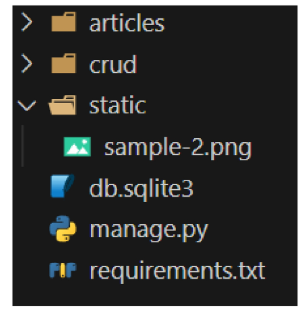 articles
crud
static
sample-2.png
db.sqlite3
manage.py
requirements.txt